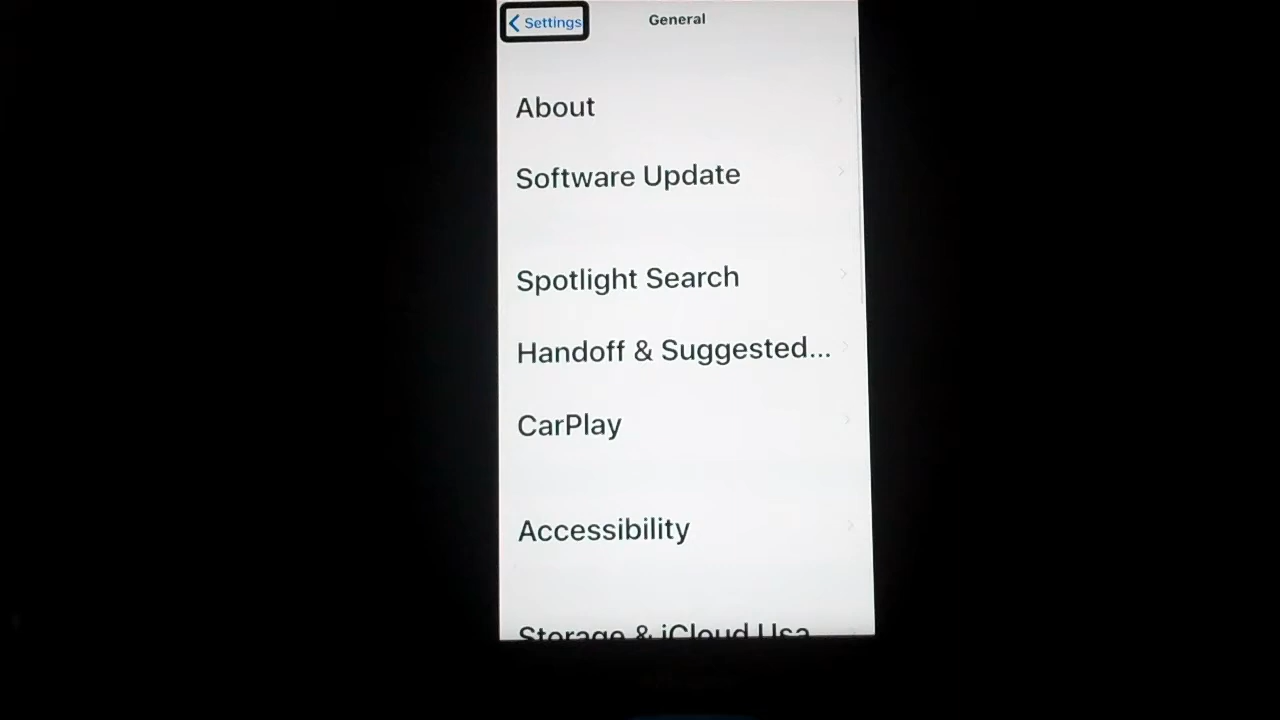 Settings
General
About
Software Update
Spotlight Search
Handoff & Suggested...
CarPlay
Accessibility
Storage & iCloud Usa